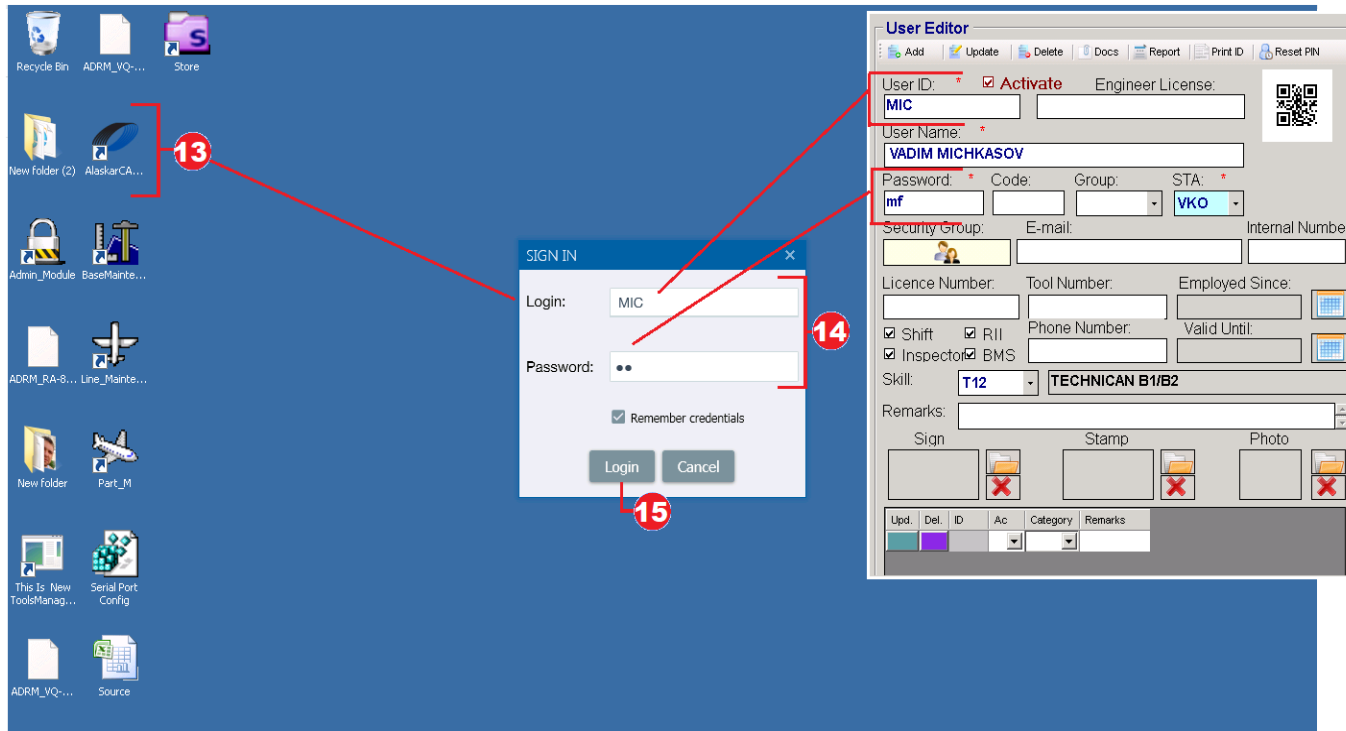 Recycle Bin
ADRM_VQ-...
Store
13
New folder (2)
AlaskarCA...
Admin_Module
BaseMainte...
ADRM_RA-8...
Line_Mainte...
New folder
Part_M
This Is New
ToolsManag...
Serial Port
Config
ADRM_VQ-...
Source
SIGN IN
Login:
MIC
14
Password:
Remember credentials
Login
Cancel
15
User Editor
Add
Update
Delete
Docs
Report
Print ID
Reset PIN
User ID: *
Activate
Engineer License:
MIC
User Name: *
VADIM MICHKASOV
Password: *
Code:
Group:
STA: *
mf
VKO
Security Group:
E-mail:
Internal Numbe
Licence Number:
Tool Number:
Employed Since:
Shift
RII
Phone Number:
Valid Until:
Inspector
BMS
Skill:
T12
TECHNICAN B1/B2
Remarks:
Sign
Stamp
Photo
Upd.
Del.
ID
Ac
Category
Remarks